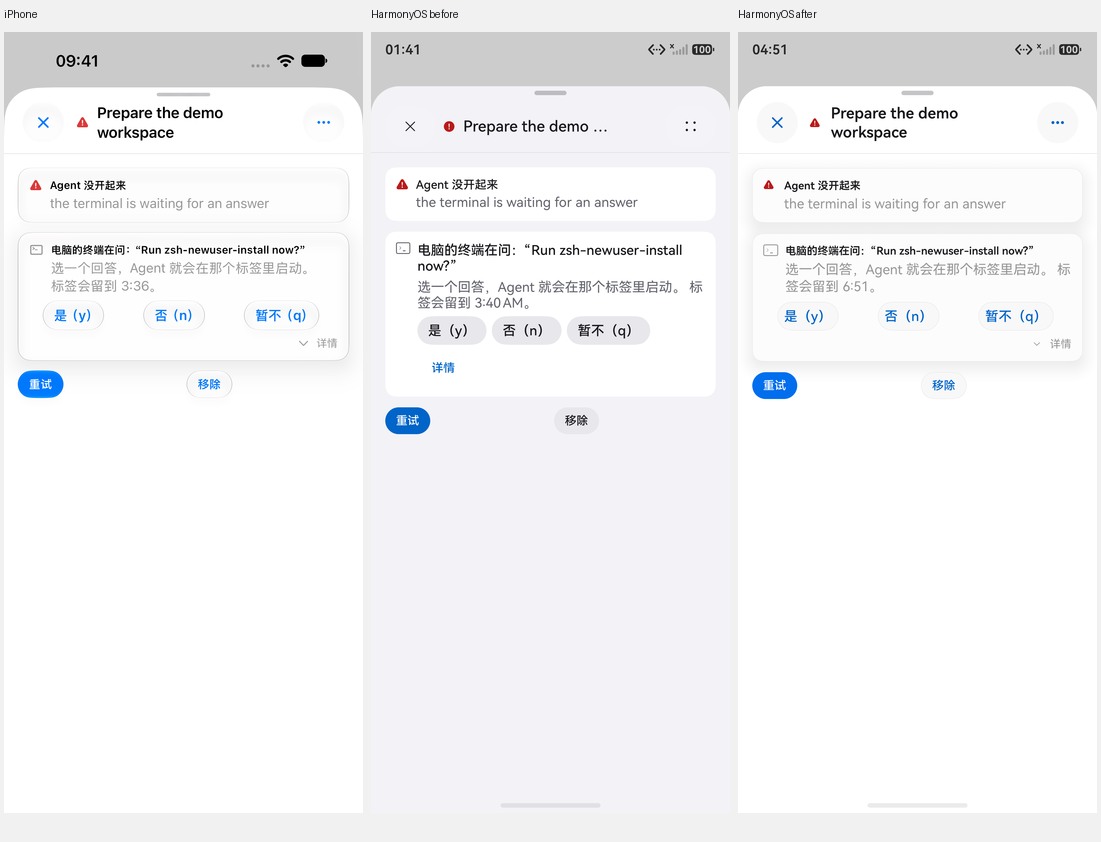 iPhone
09:41
Prepare the demo
workspace
Agent 没开起来
the terminal is waiting for an answer
电脑的终端在问：“Run zsh-newuser-install now?”
选一个回答，Agent 就会在那个标签里启动。
标签会留到 3:36。
是（y）
否（n）
暂不（q）
详情
重试
移除
HarmonyOS before
01:41
100
Prepare the demo ...
Agent 没开起来
the terminal is waiting for an answer
电脑的终端在问：“Run zsh-newuser-install
now?”
选一个回答，Agent 就会在那个标签里启动。 标
签会留到 3:40 AM。
是（y）
否（n）
暂不（q）
详情
重试
移除
HarmonyOS after
04:51
100
Prepare the demo
workspace
Agent 没开起来
the terminal is waiting for an answer
电脑的终端在问：“Run zsh-newuser-install now?”
选一个回答，Agent 就会在那个标签里启动。 标
签会留到 6:51。
是（y）
否（n）
暂不（q）
详情
重试
移除